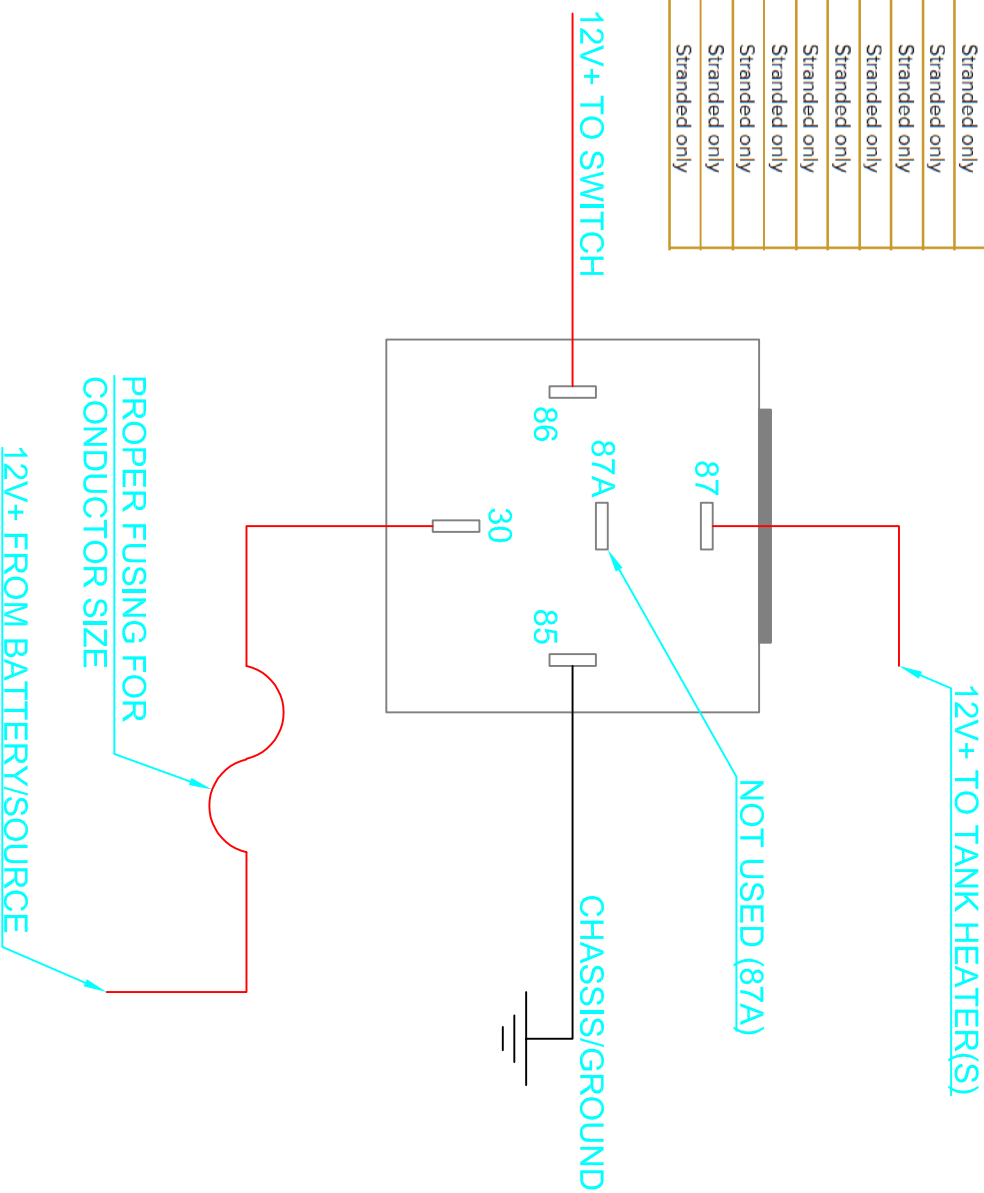 Stranded only
Stranded only
Stranded only
Stranded only
Stranded only
Stranded only
Stranded only
Stranded only
Stranded only
Stranded only
12V+ TO TANK HEATER(S)
NOT USED (87A)
87
87A
12V+ TO SWITCH
86
85
CHASSIS/GROUND
30
PROPER FUSING FOR
CONDUCTOR SIZE
12V+ FROM BATTERY/SOURCE